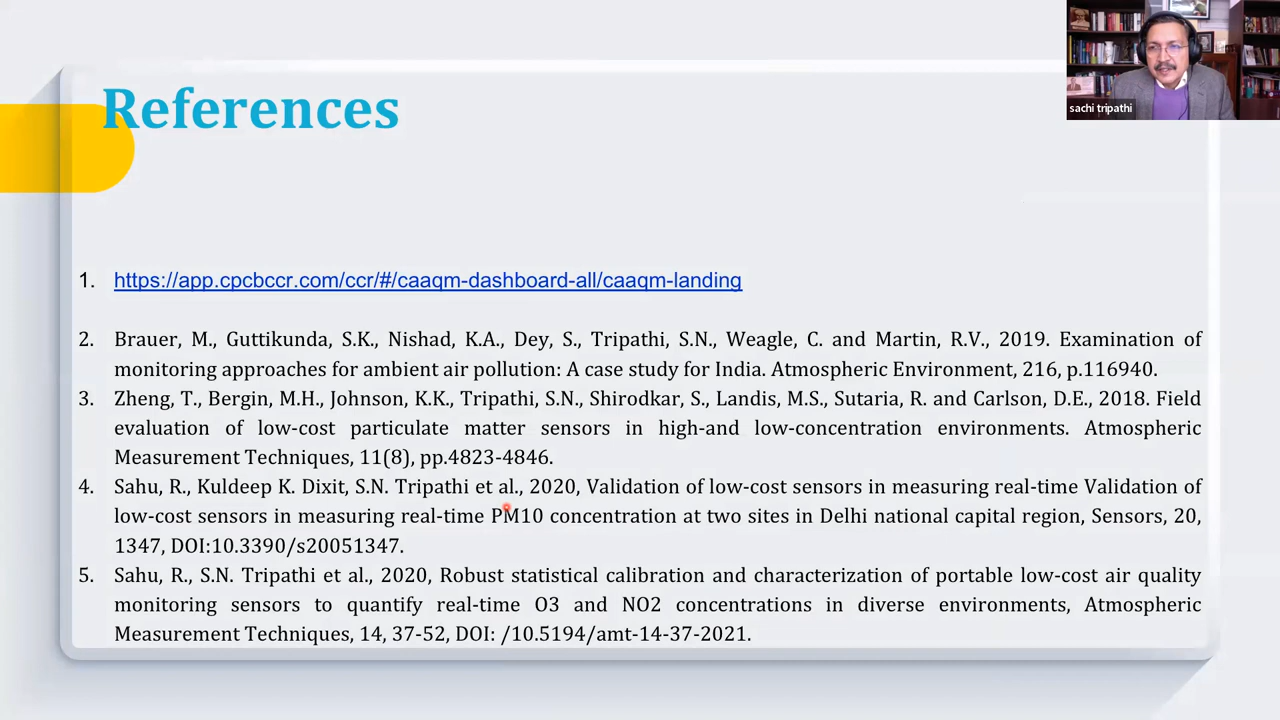 sachi tripathi
References
1. https://app.cpcbccr.com/ccr/#/caaqm-dashboard-all/caaqm-landing
2. Brauer, M., Guttikunda, S.K., Nishad, K.A., Dey, S., Tripathi, S.N., Weagle, C. and Martin, R.V., 2019. Examination of
monitoring approaches for ambient air pollution: A case study for India. Atmospheric Environment, 216, p.116940.
3. Zheng, T., Bergin, M.H., Johnson, K.K., Tripathi, S.N., Shirodkar, S., Landis, M.S., Sutaria, R. and Carlson, D.E., 2018. Field
evaluation of low-cost particulate matter sensors in high-and low-concentration environments. Atmospheric
Measurement Techniques, 11(8), pp.4823-4846.
4. Sahu, R., Kuldeep K. Dixit, S.N. Tripathi et al., 2020, Validation of low-cost sensors in measuring real-time Validation of
low-cost sensors in measuring real-time PM10 concentration at two sites in Delhi national capital region, Sensors, 20,
1347, DOI:10.3390/s20051347.
5. Sahu, R., S.N. Tripathi et al., 2020, Robust statistical calibration and characterization of portable low-cost air quality
monitoring sensors to quantify real-time O3 and NO2 concentrations in diverse environments, Atmospheric
Measurement Techniques, 14, 37-52, DOI: /10.5194/amt-14-37-2021.